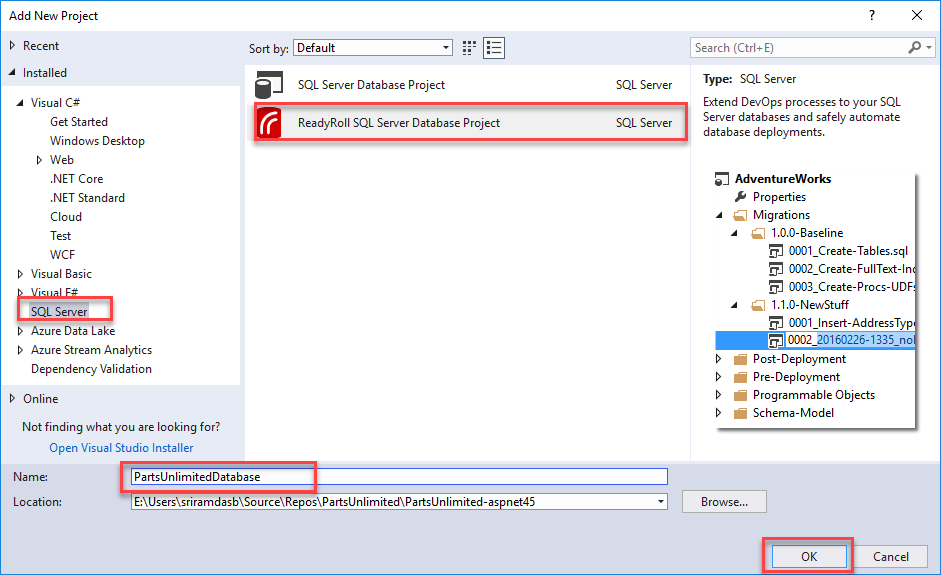 Add New Project
?
Recent
Installed
Visual C#
Get Started
Windows Desktop
Web
.NET Core
.NET Standard
Cloud
Test
WCF
Visual Basic
Visual F#
SQL Server
Azure Data Lake
Azure Stream Analytics
Dependency Validation
Online
Not finding what you are looking for?
Open Visual Studio Installer
Sort by: Default
SQL Server Database Project SQL Server
ReadyRoll SQL Server Database Project SQL Server
Search (Ctrl+E)
Type: SQL Server
Extend DevOps processes to your SQL
Server databases and safely automate
database deployments.
AdventureWorks
Properties
Migrations
1.0.0-Baseline
0001_Create-Tables.sql
0002_Create-FullText-Inc
0003_Create-Procs-UDFs
1.1.0-NewStuff
0001_Insert-AddressType
0002_20160226-1335_nol
Post-Deployment
Pre-Deployment
Programmable Objects
Schema-Model
Name: PartsUnlimitedDatabase
Location: E:\Users\sriramdasb\Source\Repos\PartsUnlimited\PartsUnlimited-aspnet45
Browse...
OK Cancel